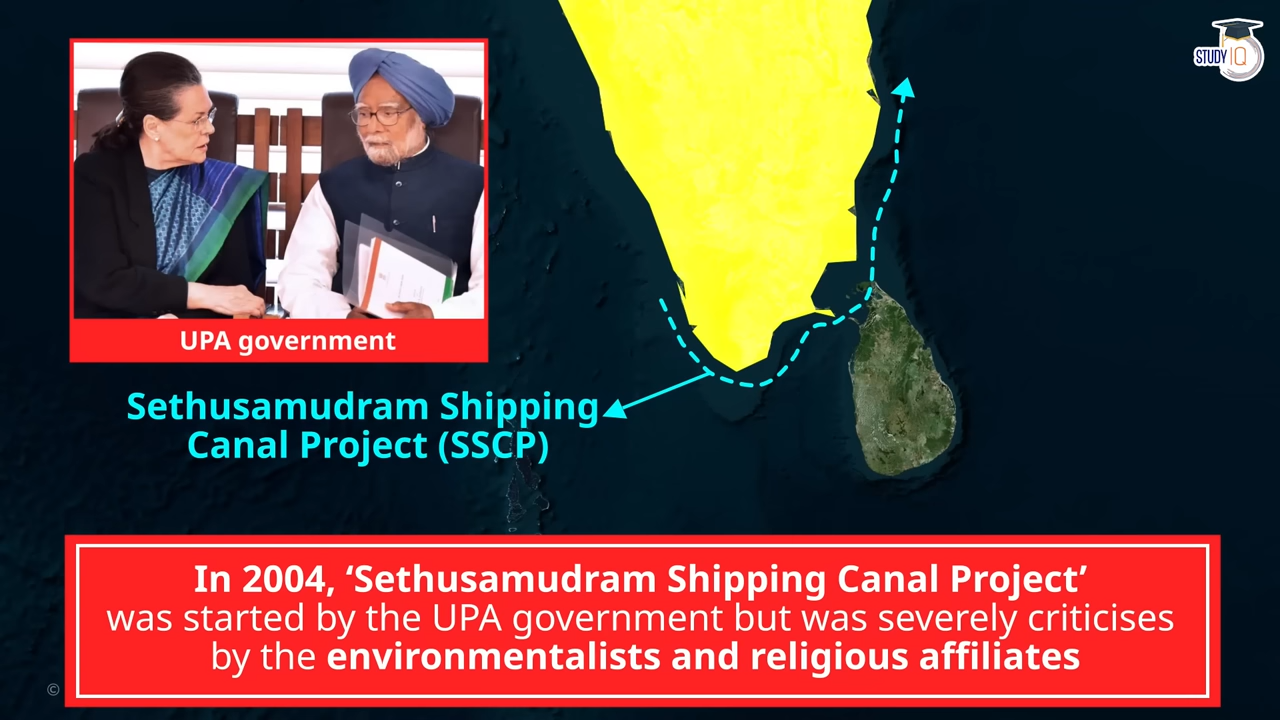 STUDY IQ
UPA government
Sethusamudram Shipping
Canal Project (SSCP)
In 2004, ‘Sethusamudram Shipping Canal Project’
was started by the UPA government but was severely criticises
by the environmentalists and religious affiliates
©